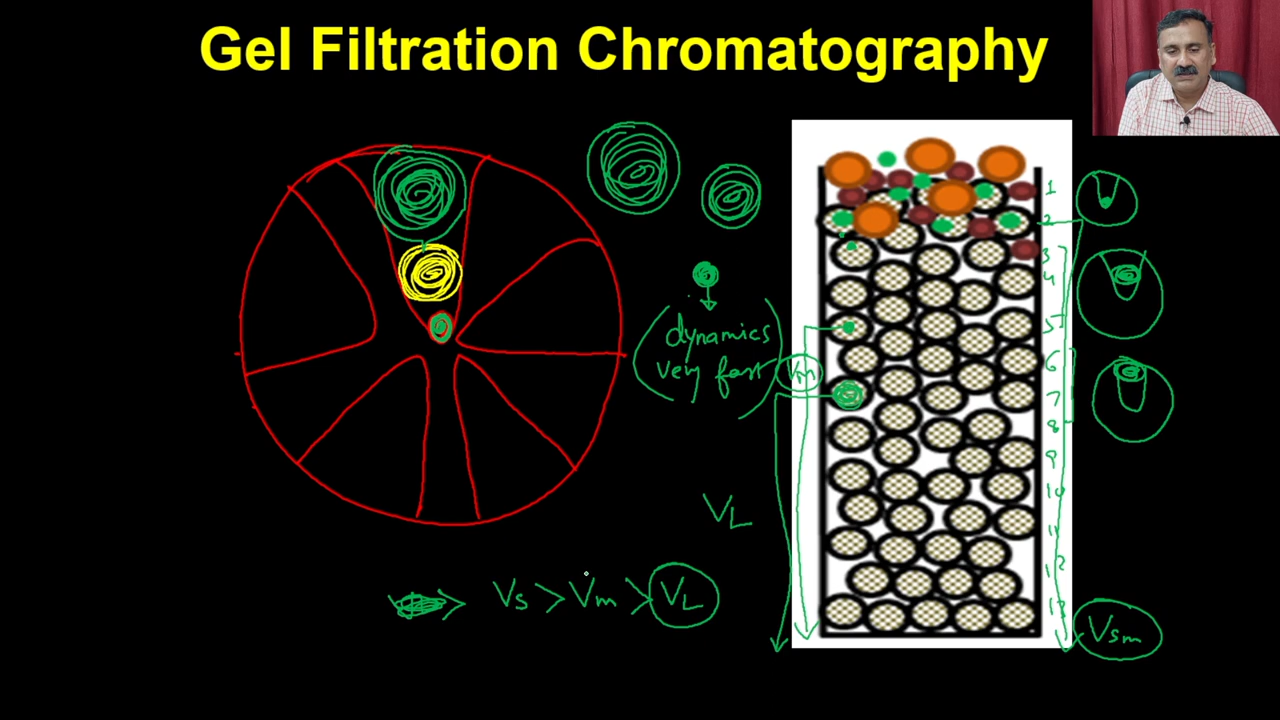 Gel Filtration Chromatography
dynamics
very fast
Vm
VL
Vs > Vm > VL
1
2
3
4
5
6
7
8
9
10
11
12
13
Vsm